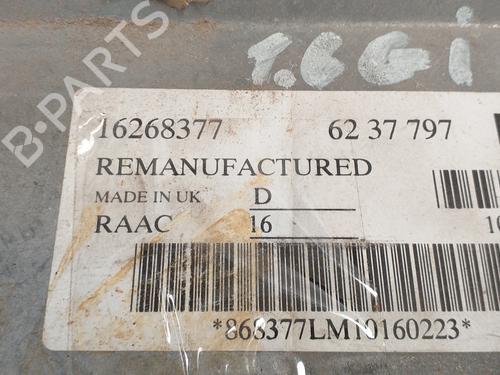 B-PARTS
1.6Gi
16268377 62 37 797
REMANUFACTURED
MADE IN UK D
RAAC 16
*868377LM10160223*